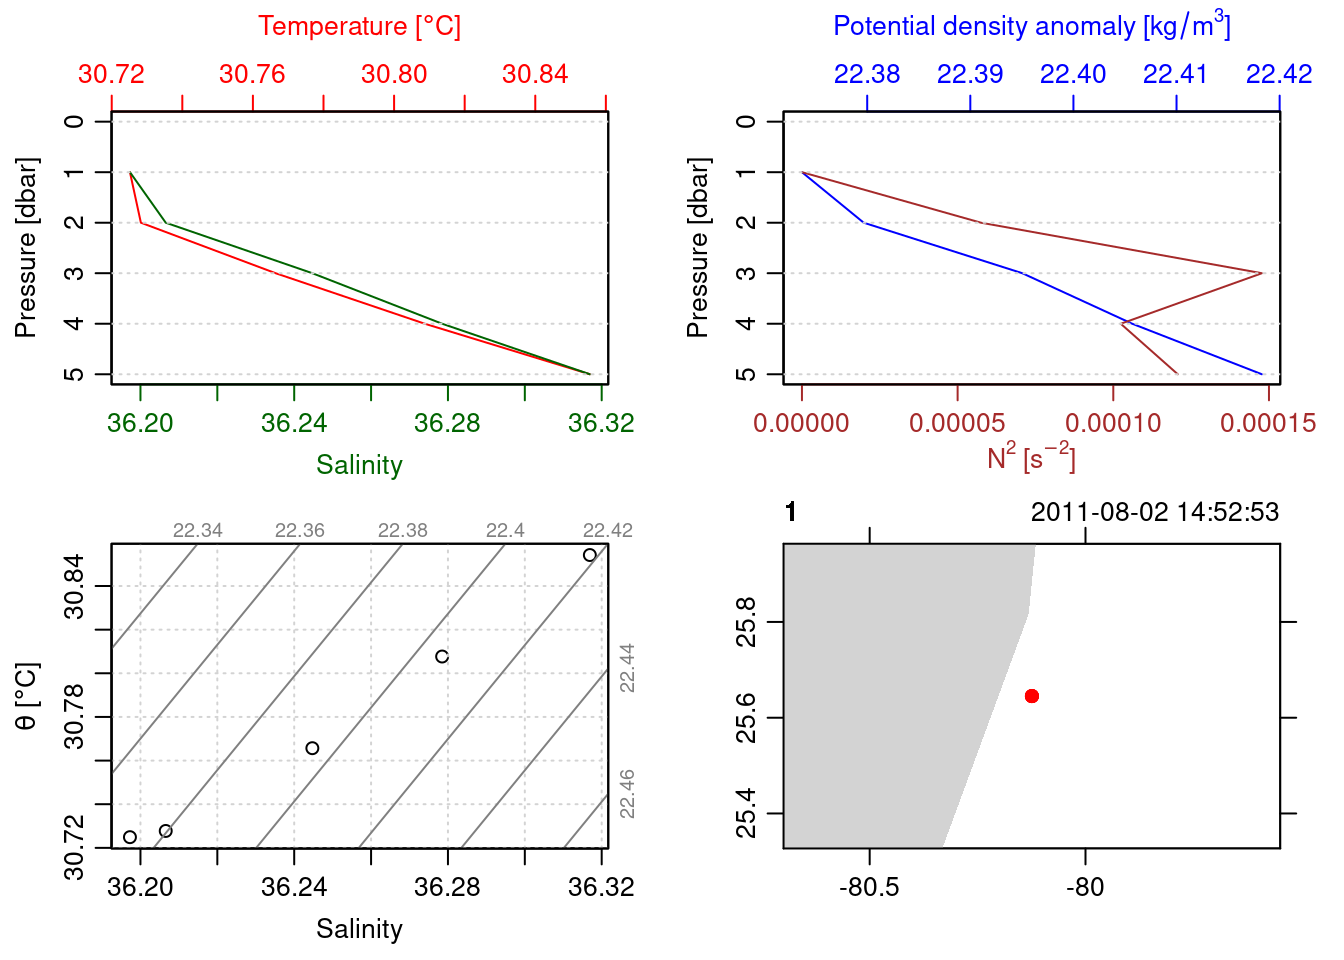 Temperature [°C]
30.72 30.76 30.80 30.84
Pressure [dbar]
0
1
2
3
4
5
36.20 36.24 36.28 36.32
Salinity
Potential density anomaly [kg/m³]
22.38 22.39 22.40 22.41 22.42
Pressure [dbar]
0
1
2
3
4
5
0.00000 0.00005 0.00010 0.00015
N² [s⁻²]
22.34 22.36 22.38 22.4 22.42
22.44
22.46
θ [°C]
30.84
30.78
30.72
36.20 36.24 36.28 36.32
Salinity
1 2011-08-02 14:52:53
25.8
25.6
25.4
-80.5 -80